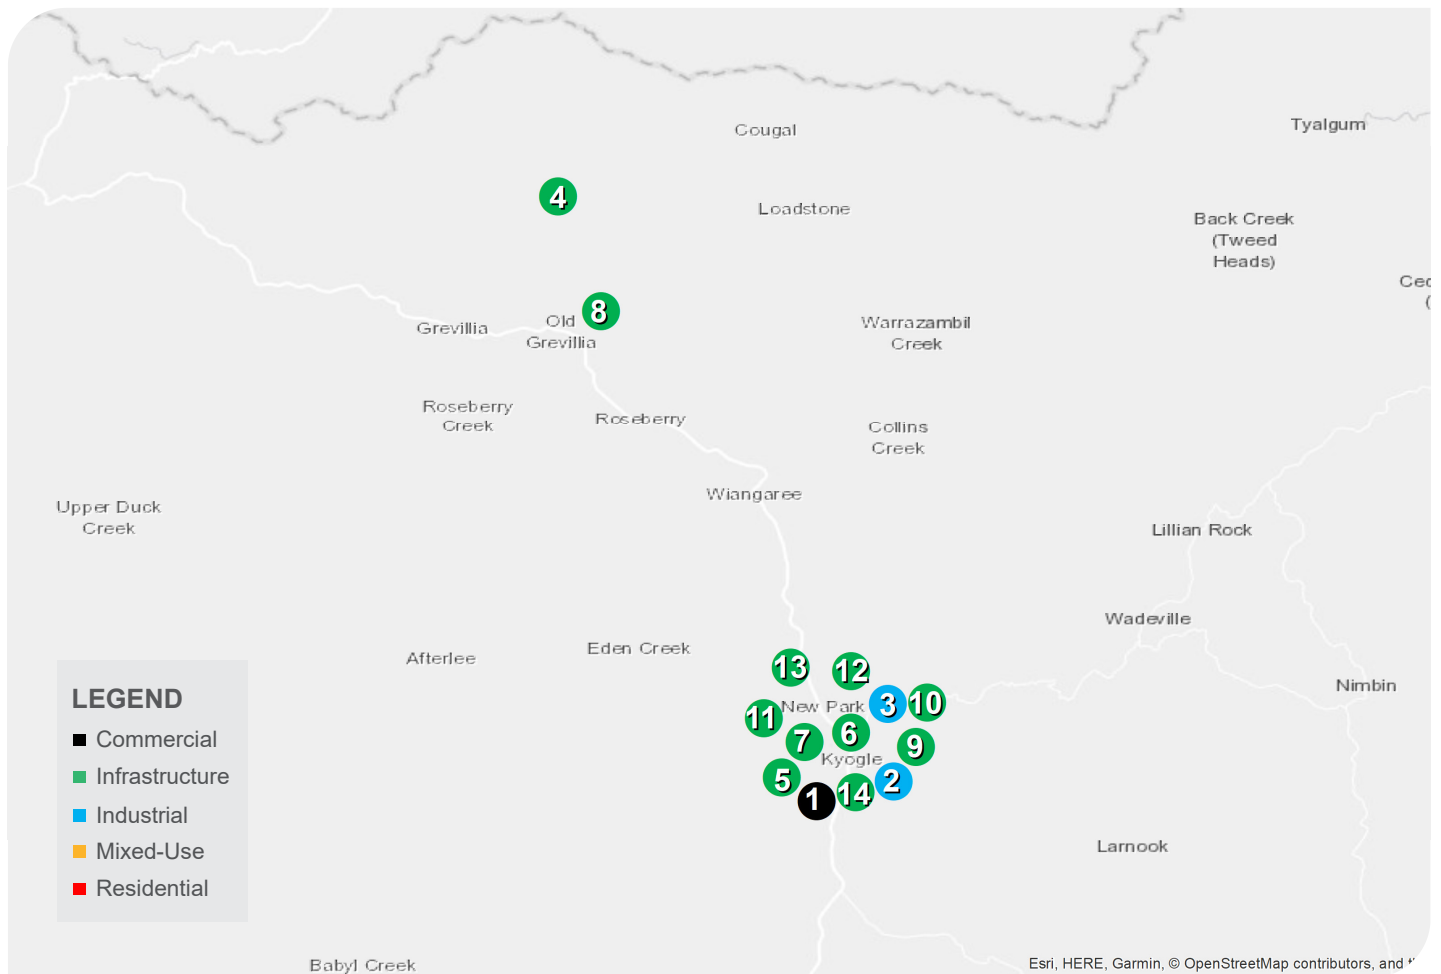 Cougal
Tyalgum
4
Loadstone
Back Creek
(Tweed
Heads)
Old
8
Grevillia
Grevillia
Warrazambil
Creek
Roseberry
Creek
Roseberry
Collins
Creek
Wiangaree
Upper Duck
Creek
Lillian Rock
Wadeville
Eden Creek
Afterlee
13
12
Nimbin
New Park
3
10
11
7
6
9
Kyogle
5
1
14
2
Larnook
LEGEND
Commercial
Infrastructure
Industrial
Mixed-Use
Residential
Babyl Creek
Esri, HERE, Garmin, © OpenStreetMap contributors, and